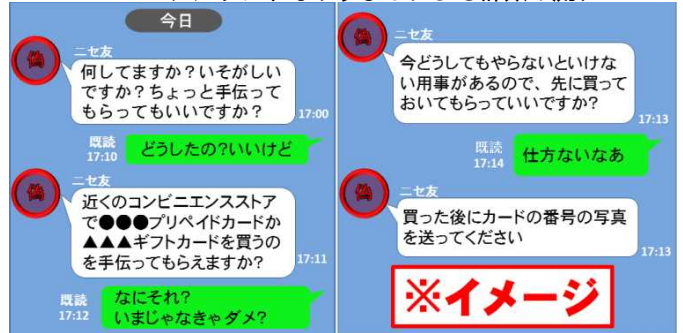 今日
偽
ニセ友
何してますか？いそがしい
ですか？ちょっと手伝って
もらってもいいですか？
17:00
既読
17:10
どうしたの？いいけど
偽
ニセ友
近くのコンビニエンスストア
で●●●プリペイドカードか
▲▲▲ギフトカードを買うの
を手伝ってもらえますか？
17:11
既読
17:12
なにそれ？
いまじゃなきゃダメ？
偽
ニセ友
今どうしてもやらないといけな
い用事があるので、先に買って
おいてもらっていいですか？
17:13
既読
17:14
仕方ないなあ
偽
ニセ友
買った後にカードの番号の写真
を送ってください
17:13
※イメージ